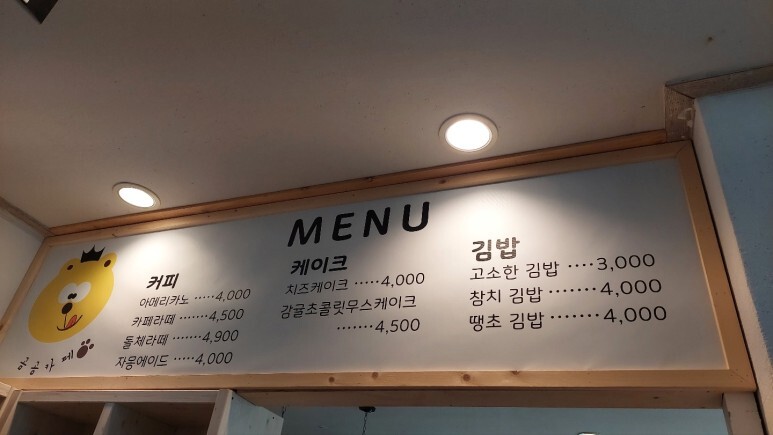 MENU
커피
아메리카노 ·····4,000
카페라떼 ·······4,500
돌체라떼 ·······4,900
자몽에이드 ·····4,000
케이크
치즈케이크 ·····4,000
감귤초콜릿무스케이크
·······4,500
김밥
고소한 김밥 ····3,000
참치 김밥 ·······4,000
땡초 김밥 ·······4,000
카페